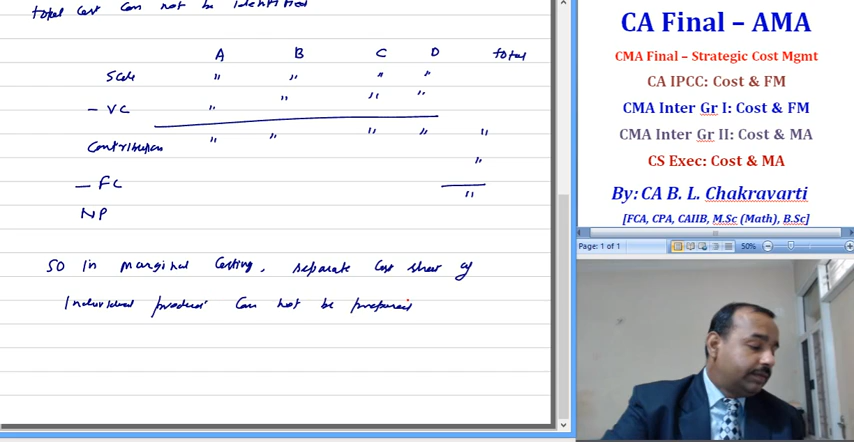 total cost can not be identified
A B C D total
Sale " " " " 
— VC " " " "
Contribution " " " " "
— FC "
NP "
So in marginal costing, separate cost sheet of
individual product can not be prepared
CA Final – AMA
CMA Final – Strategic Cost Mgmt
CA IPCC: Cost & FM
CMA Inter Gr I: Cost & FM
CMA Inter Gr II: Cost & MA
CS Exec: Cost & MA
By: CA B. L. Chakravarti
[FCA, CPA, CAIIB, M.Sc (Math), B.Sc]
Page: 1 of 1
50%